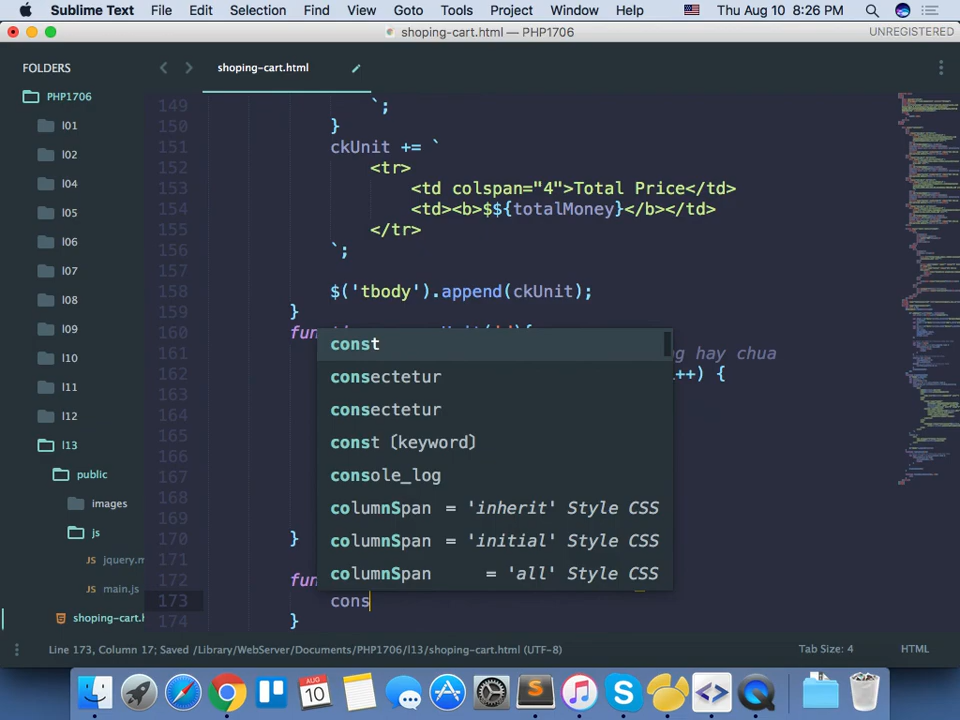 Sublime Text File Edit Selection Find View Goto Tools Project Window Help Thu Aug 10 8:26 PM
shoping-cart.html — PHP1706 UNREGISTERED
FOLDERS
PHP1706
l01
l02
l04
l05
l06
l07
l08
l09
l10
l11
l12
l13
public
images
js
jquery.m
main.js
shoping-cart.h
shoping-cart.html
149 `;
150 }
151 ckUnit += `
152 <tr>
153 <td colspan="4">Total Price</td>
154 <td><b>$${totalMoney}</b></td>
155 </tr>
156 `;
157
158 $('tbody').append(ckUnit);
159 }
160 fun
161 hay chua
162 ++) {
163
164
165
166
167
168
169
170 }
171
172 fun
173 cons
174 }
const
consectetur
consectetur
const (keyword)
console_log
columnSpan = 'inherit' Style CSS
columnSpan = 'initial' Style CSS
columnSpan = 'all' Style CSS
Line 173, Column 17; Saved /Library/WebServer/Documents/PHP1706/l13/shoping-cart.html (UTF-8) Tab Size: 4 HTML
AUG
10